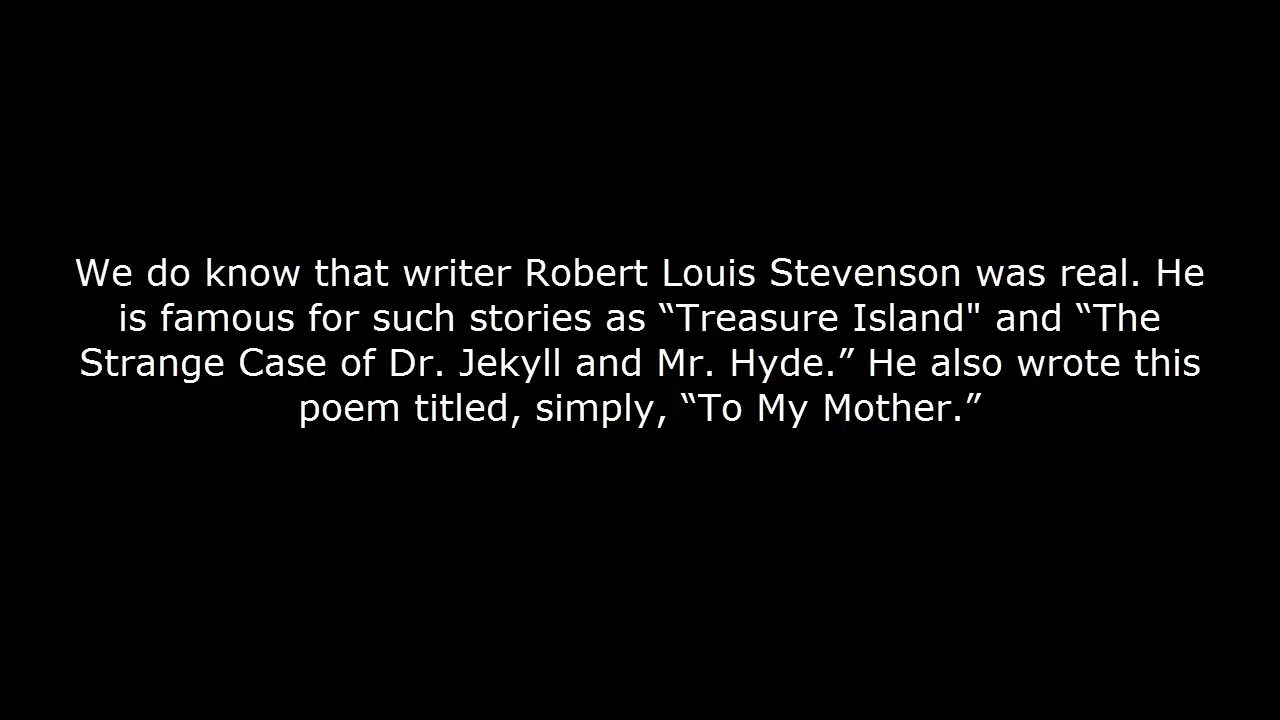 We do know that writer Robert Louis Stevenson was real. He
is famous for such stories as “Treasure Island" and “The
Strange Case of Dr. Jekyll and Mr. Hyde.” He also wrote this
poem titled, simply, “To My Mother.”